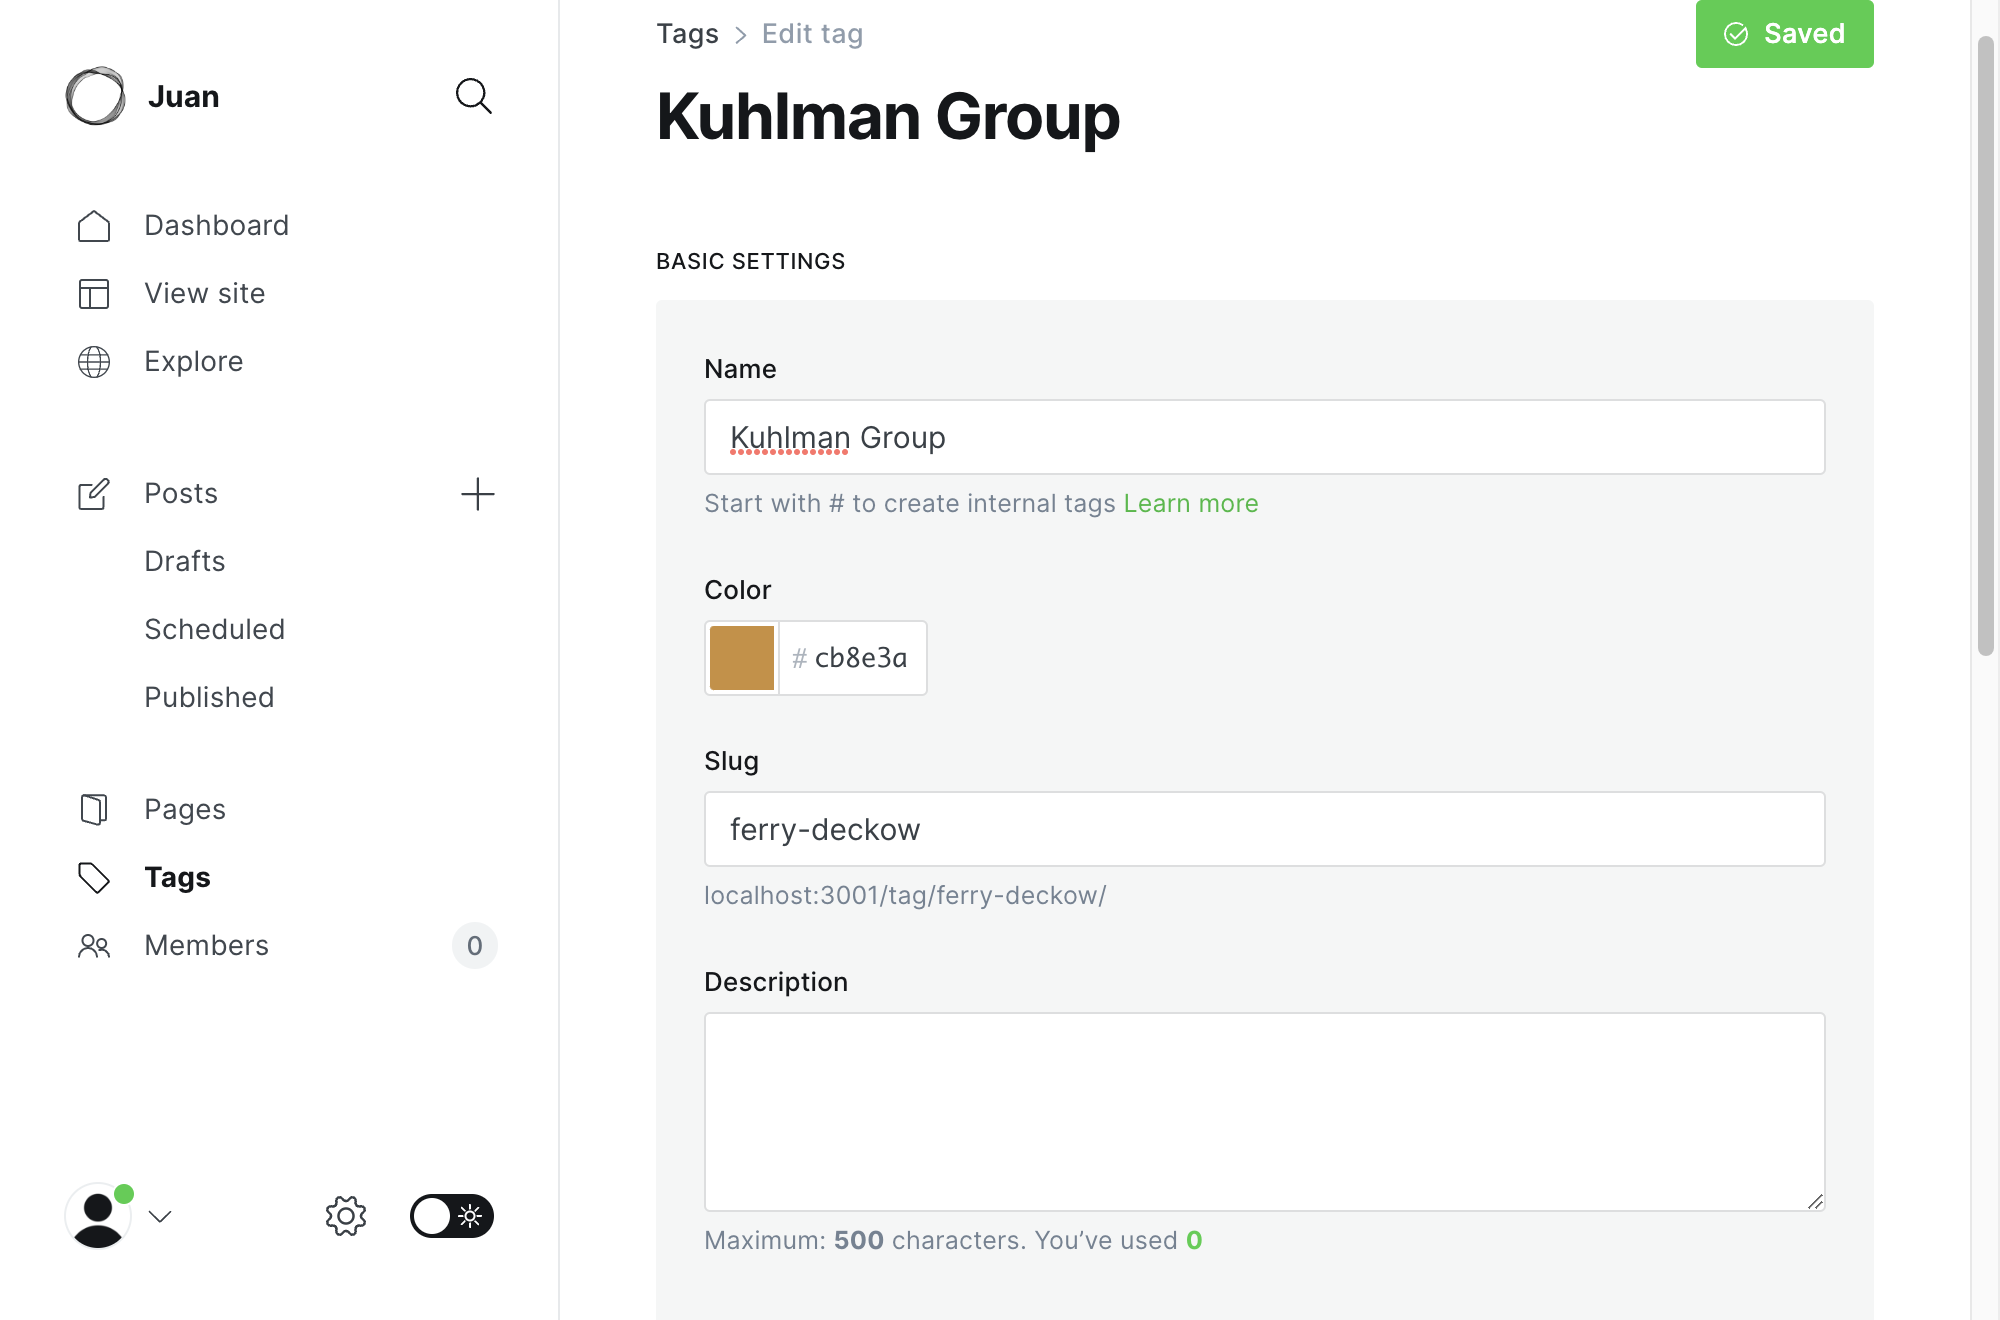 Juan
Dashboard
View site
Explore
Posts
Drafts
Scheduled
Published
Pages
Tags
Members 0
Tags > Edit tag
Saved
Kuhlman Group
BASIC SETTINGS
Name
Kuhlman Group
Start with # to create internal tags Learn more
Color
# cb8e3a
Slug
ferry-deckow
localhost:3001/tag/ferry-deckow/
Description
Maximum: 500 characters. You’ve used 0